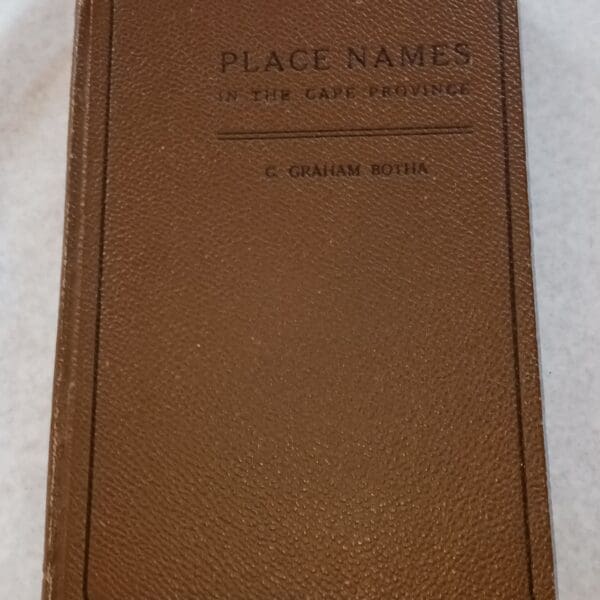 PLACE NAMES
IN THE CAPE PROVINCE
C. GRAHAM BOTHA